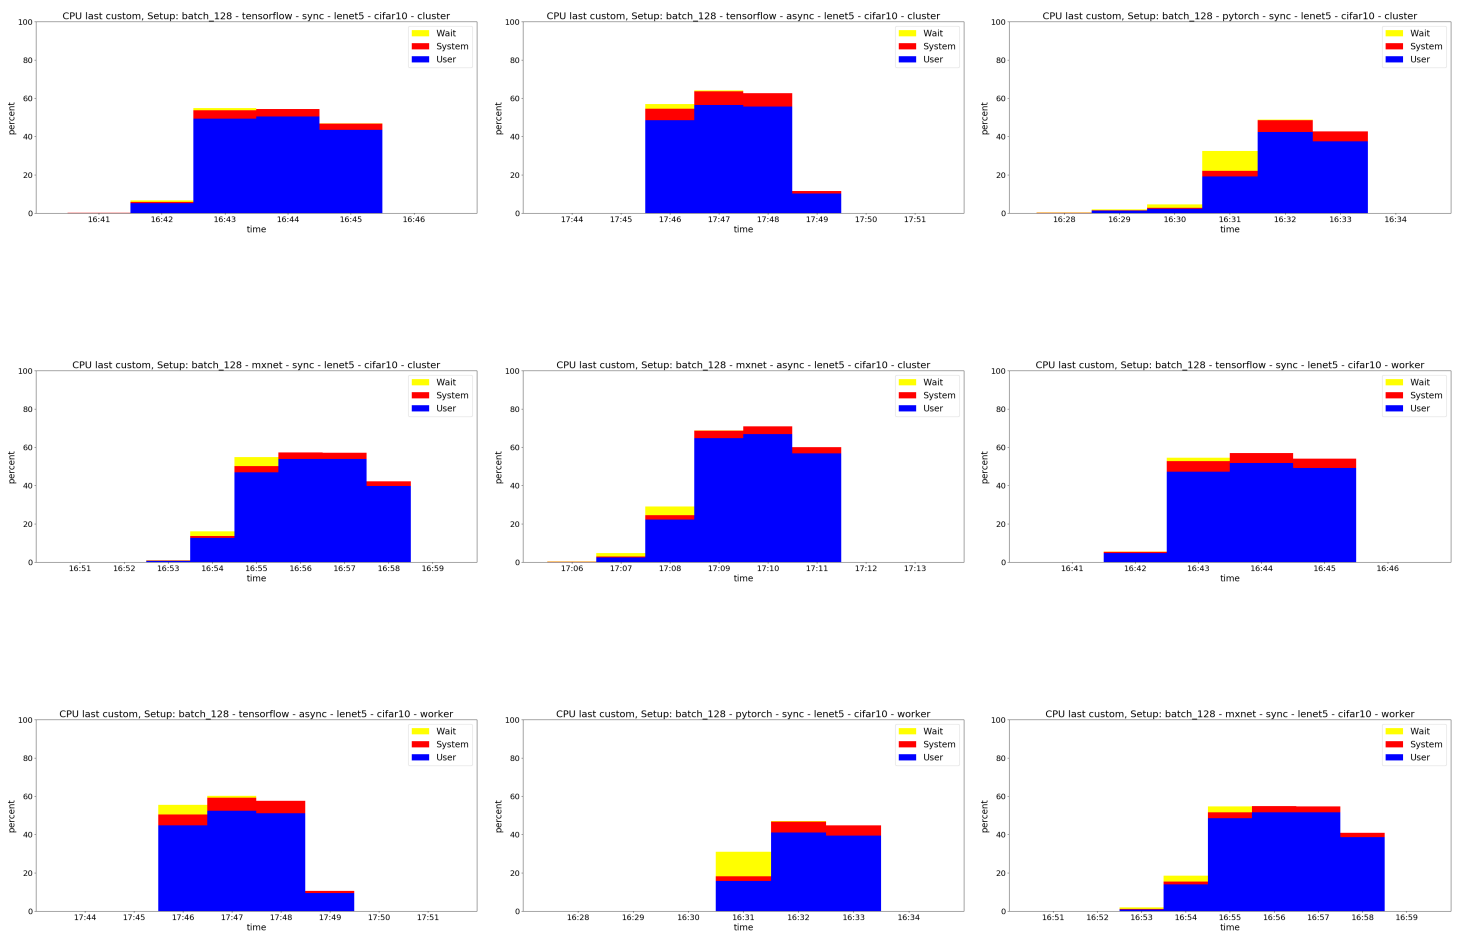 CPU last custom, Setup: batch_128 - tensorflow - sync - lenet5 - cifar10 - cluster
100
80
60
40
20
0
percent
Wait
System
User
16:41 16:42 16:43 16:44 16:45 16:46
time
CPU last custom, Setup: batch_128 - tensorflow - async - lenet5 - cifar10 - cluster
100
80
60
40
20
0
percent
Wait
System
User
17:44 17:45 17:46 17:47 17:48 17:49 17:50 17:51
time
CPU last custom, Setup: batch_128 - pytorch - sync - lenet5 - cifar10 - cluster
100
80
60
40
20
0
percent
Wait
System
User
16:28 16:29 16:30 16:31 16:32 16:33 16:34
time
CPU last custom, Setup: batch_128 - mxnet - sync - lenet5 - cifar10 - cluster
100
80
60
40
20
0
percent
Wait
System
User
16:51 16:52 16:53 16:54 16:55 16:56 16:57 16:58 16:59
time
CPU last custom, Setup: batch_128 - mxnet - async - lenet5 - cifar10 - cluster
100
80
60
40
20
0
percent
Wait
System
User
17:06 17:07 17:08 17:09 17:10 17:11 17:12 17:13
time
CPU last custom, Setup: batch_128 - tensorflow - sync - lenet5 - cifar10 - worker
100
80
60
40
20
0
percent
Wait
System
User
16:41 16:42 16:43 16:44 16:45 16:46
time
CPU last custom, Setup: batch_128 - tensorflow - async - lenet5 - cifar10 - worker
100
80
60
40
20
0
percent
Wait
System
User
17:44 17:45 17:46 17:47 17:48 17:49 17:50 17:51
time
CPU last custom, Setup: batch_128 - pytorch - sync - lenet5 - cifar10 - worker
100
80
60
40
20
0
percent
Wait
System
User
16:28 16:29 16:30 16:31 16:32 16:33 16:34
time
CPU last custom, Setup: batch_128 - mxnet - sync - lenet5 - cifar10 - worker
100
80
60
40
20
0
percent
Wait
System
User
16:51 16:52 16:53 16:54 16:55 16:56 16:57 16:58 16:59
time